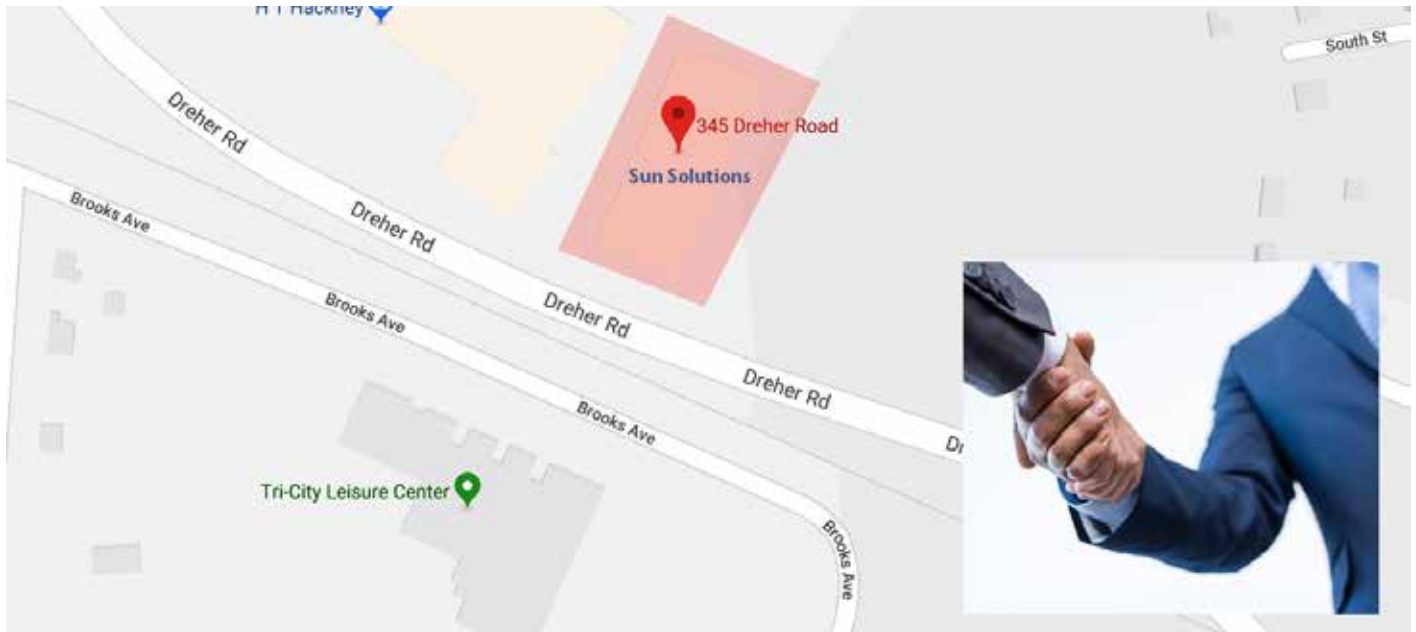 H T Hackney
South St
Dreher Rd
345 Dreher Road
Sun Solutions
Brooks Ave
Dreher Rd
Brooks Ave
Dreher Rd
Dreher Rd
Brooks Ave
Tri-City Leisure Center
Brooks Ave